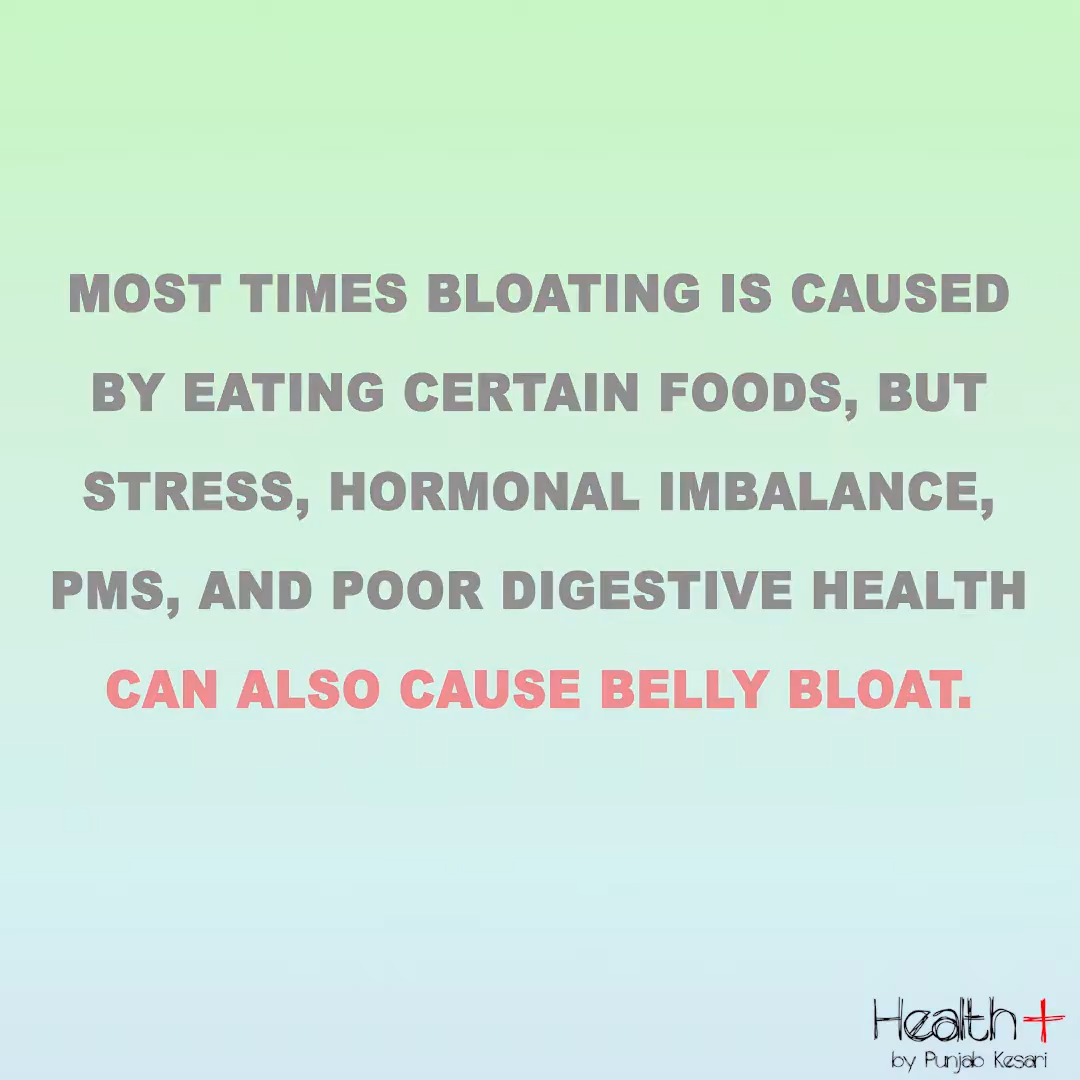 MOST TIMES BLOATING IS CAUSED
BY EATING CERTAIN FOODS, BUT
STRESS, HORMONAL IMBALANCE,
PMS, AND POOR DIGESTIVE HEALTH
CAN ALSO CAUSE BELLY BLOAT.
Health+
by Punjab Kesari